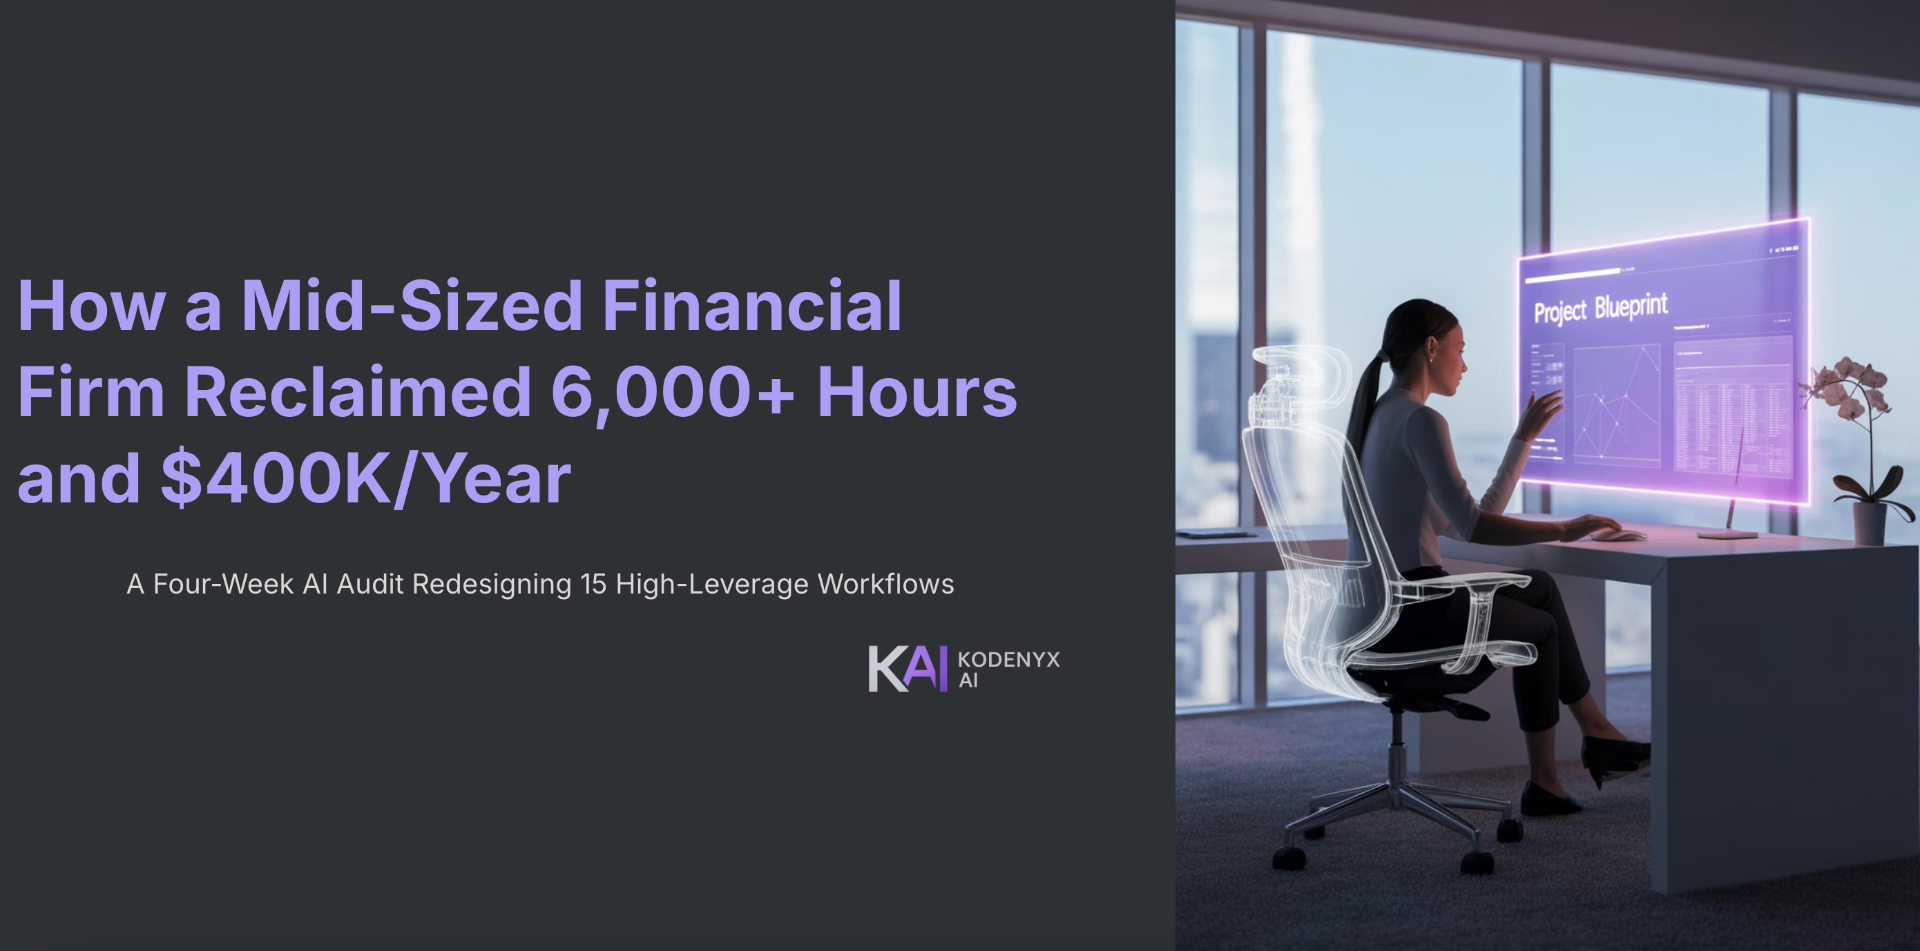 How a Mid-Sized Financial
Firm Reclaimed 6,000+ Hours
and $400K/Year
A Four-Week AI Audit Redesigning 15 High-Leverage Workflows
KAI KODENYX
AI
Project Blueprint